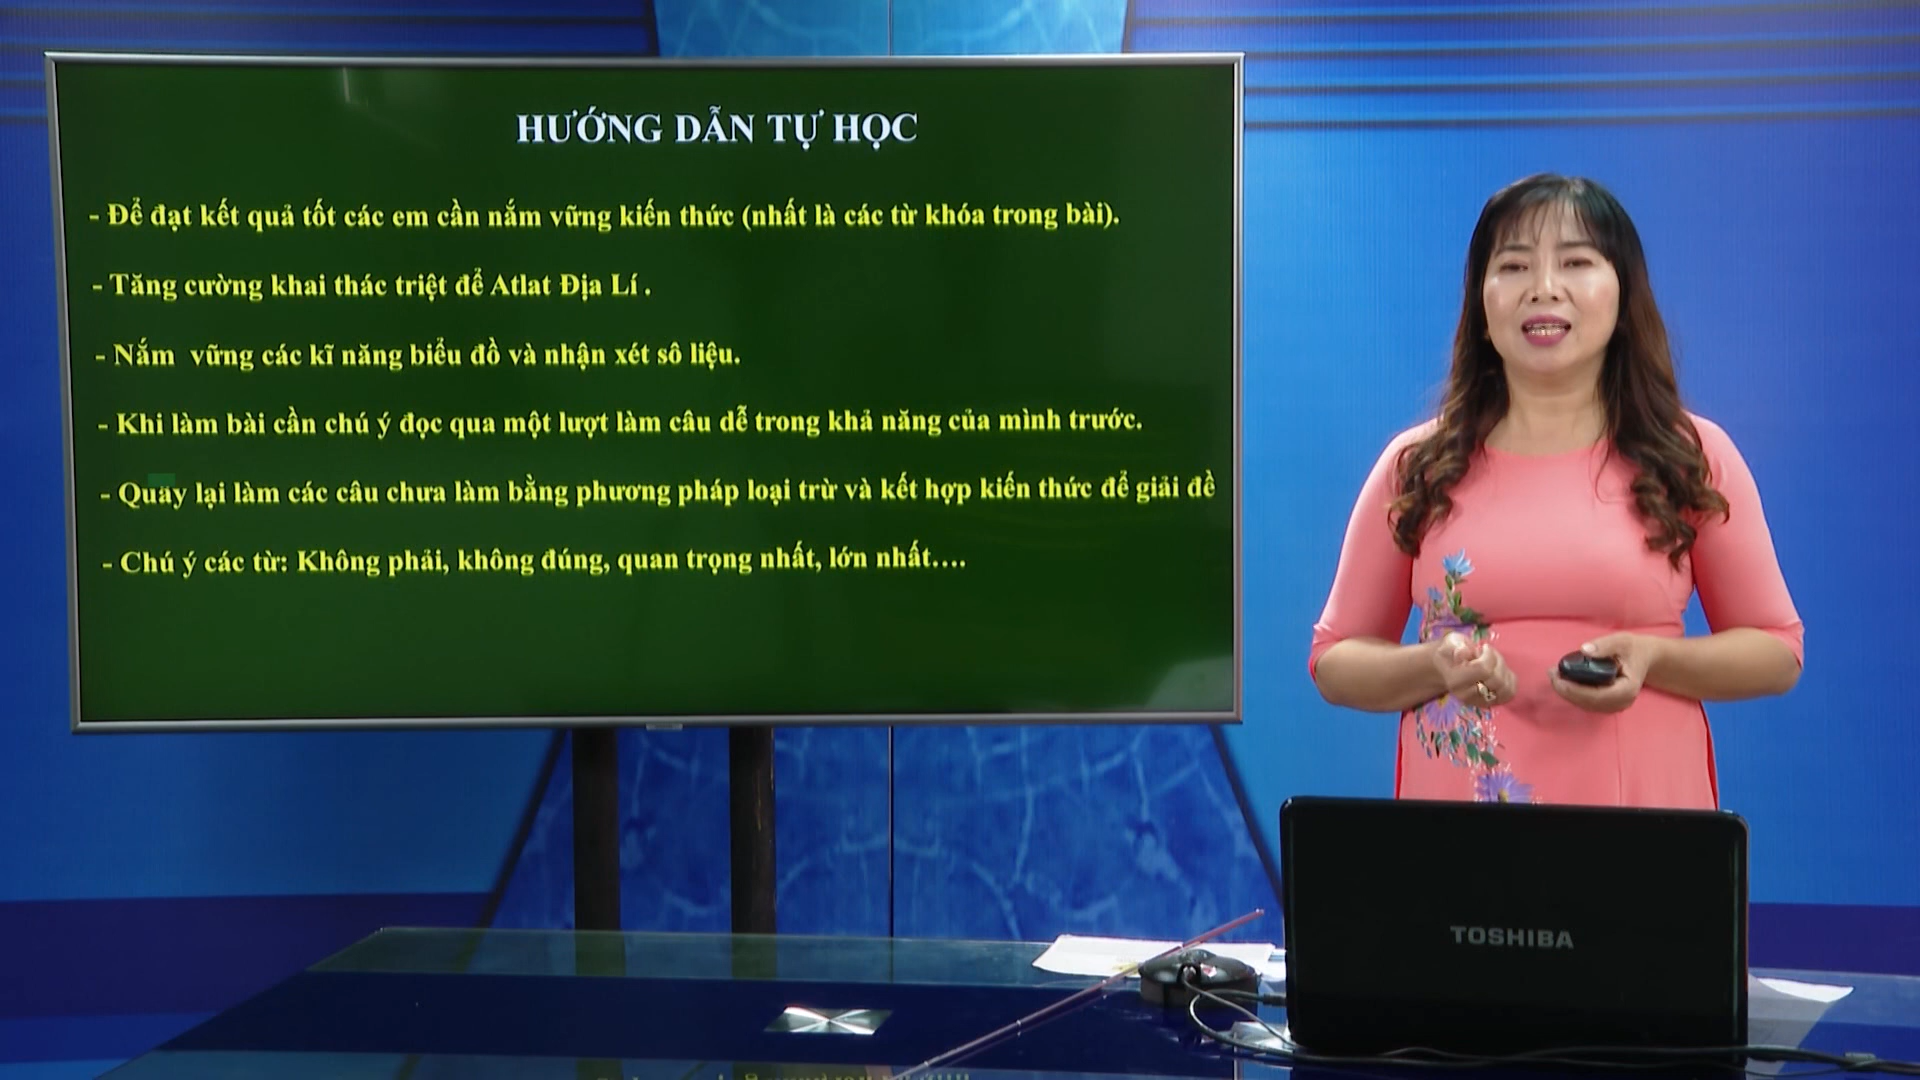 HƯỚNG DẪN TỰ HỌC
- Để đạt kết quả tốt các em cần nắm vững kiến thức (nhất là các từ khóa trong bài).
- Tăng cường khai thác triệt để Atlat Địa Lí .
- Nắm  vững các kĩ năng biểu đồ và nhận xét sô liệu.
- Khi làm bài cần chú ý đọc qua một lượt làm câu dễ trong khả năng của mình trước.
- Quay lại làm các câu chưa làm bằng phương pháp loại trừ và kết hợp kiến thức để giải đề
- Chú ý các từ: Không phải, không đúng, quan trọng nhất, lớn nhất….
TOSHIBA